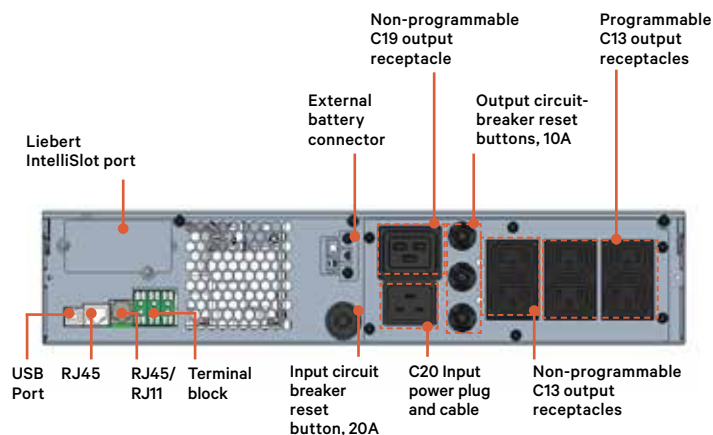 Non-programmable
C19 output
receptacle
Programmable
C13 output
receptacles
External
battery
connector
Output circuit-
breaker reset
buttons, 10A
Liebert
IntelliSlot port
USB
Port
RJ45
RJ45/
RJ11
Terminal
block
Input circuit
breaker
reset
button, 20A
C20 Input
power plug
and cable
Non-programmable
C13 output
receptacles